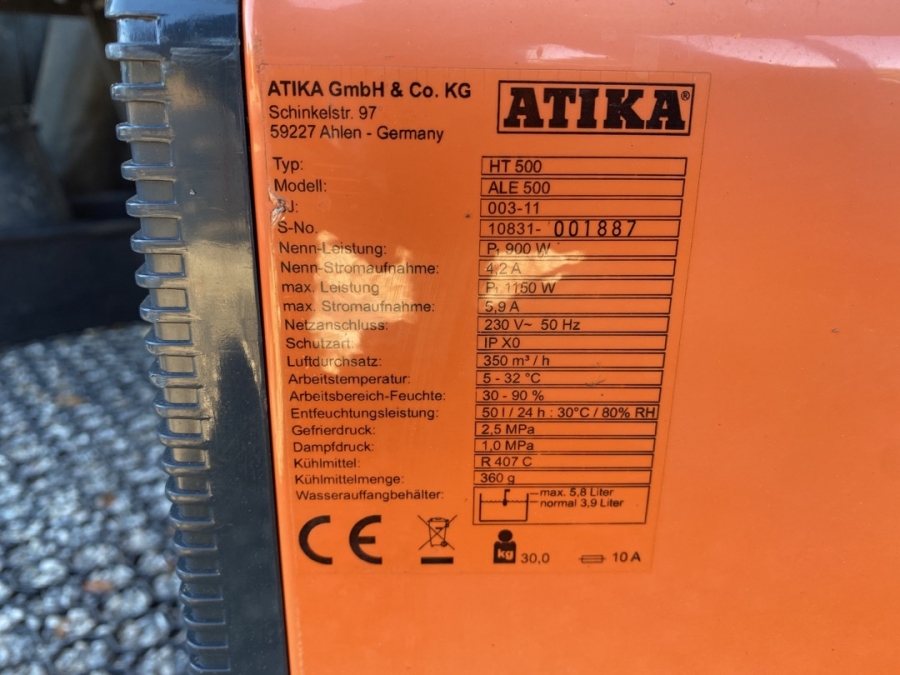 ATIKA GmbH & Co. KG
Schinkelstr. 97
59227 Ahlen - Germany
ATIKA®
Typ: HT 500
Modell: ALE 500
BJ: 003-11
S-No. 10831- 001887
Nenn-Leistung: P₁ 900 W
Nenn-Stromaufnahme: 4,2 A
max. Leistung P₁ 1150 W
max. Stromaufnahme: 5,9 A
Netzanschluss: 230 V~ 50 Hz
Schutzart: IP X0
Luftdurchsatz: 350 m³ / h
Arbeitstemperatur: 5 - 32 °C
Arbeitsbereich-Feuchte: 30 - 90 %
Entfeuchtungsleistung: 50 l / 24 h : 30°C / 80% RH
Gefrierdruck: 2,5 MPa
Dampfdruck: 1,0 MPa
Kühlmittel: R 407 C
Kühlmittelmenge: 360 g
Wasserauffangbehälter: max. 5,8 Liter
normal 3,9 Liter
CE kg 30,0 10 A